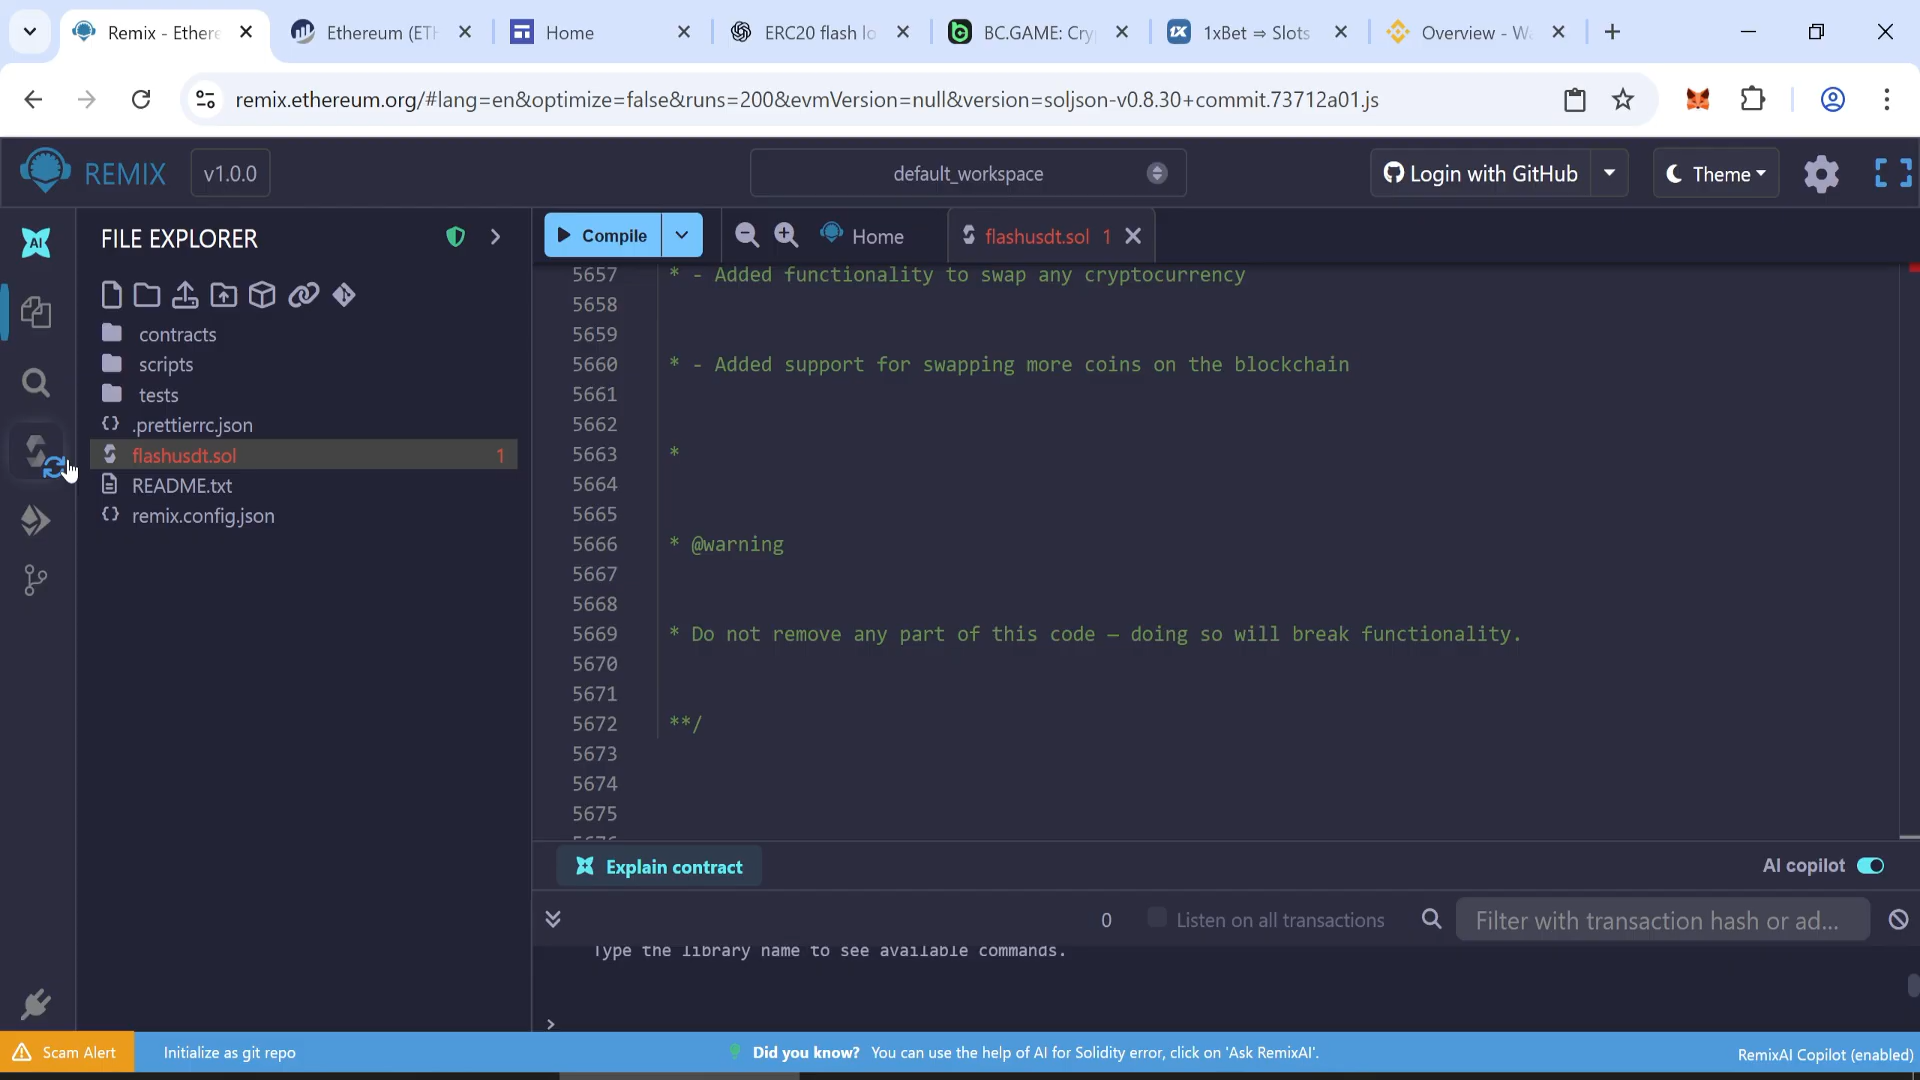 Remix - Ethere
Ethereum (ETH
Home
ERC20 flash lo
BC.GAME: Cry
1xBet ⇒ Slots
Overview - Wa
remix.ethereum.org/#lang=en&optimize=false&runs=200&evmVersion=null&version=soljson-v0.8.30+commit.73712a01.js
REMIX
v1.0.0
default_workspace
Login with GitHub
Theme
AI
FILE EXPLORER
Compile
Home
flashusdt.sol 1
contracts
scripts
tests
.prettierrc.json
flashusdt.sol 1
README.txt
remix.config.json
5657 * - Added functionality to swap any cryptocurrency
5658
5659
5660 * - Added support for swapping more coins on the blockchain
5661
5662
5663 *
5664
5665
5666 * @warning
5667
5668
5669 * Do not remove any part of this code — doing so will break functionality.
5670
5671
5672 **/
5673
5674
5675
Explain contract
AI copilot
0
Listen on all transactions
Filter with transaction hash or ad...
Type the library name to see available commands.
>
Scam Alert
Initialize as git repo
Did you know? You can use the help of AI for Solidity error, click on 'Ask RemixAI'.
RemixAI Copilot (enabled)